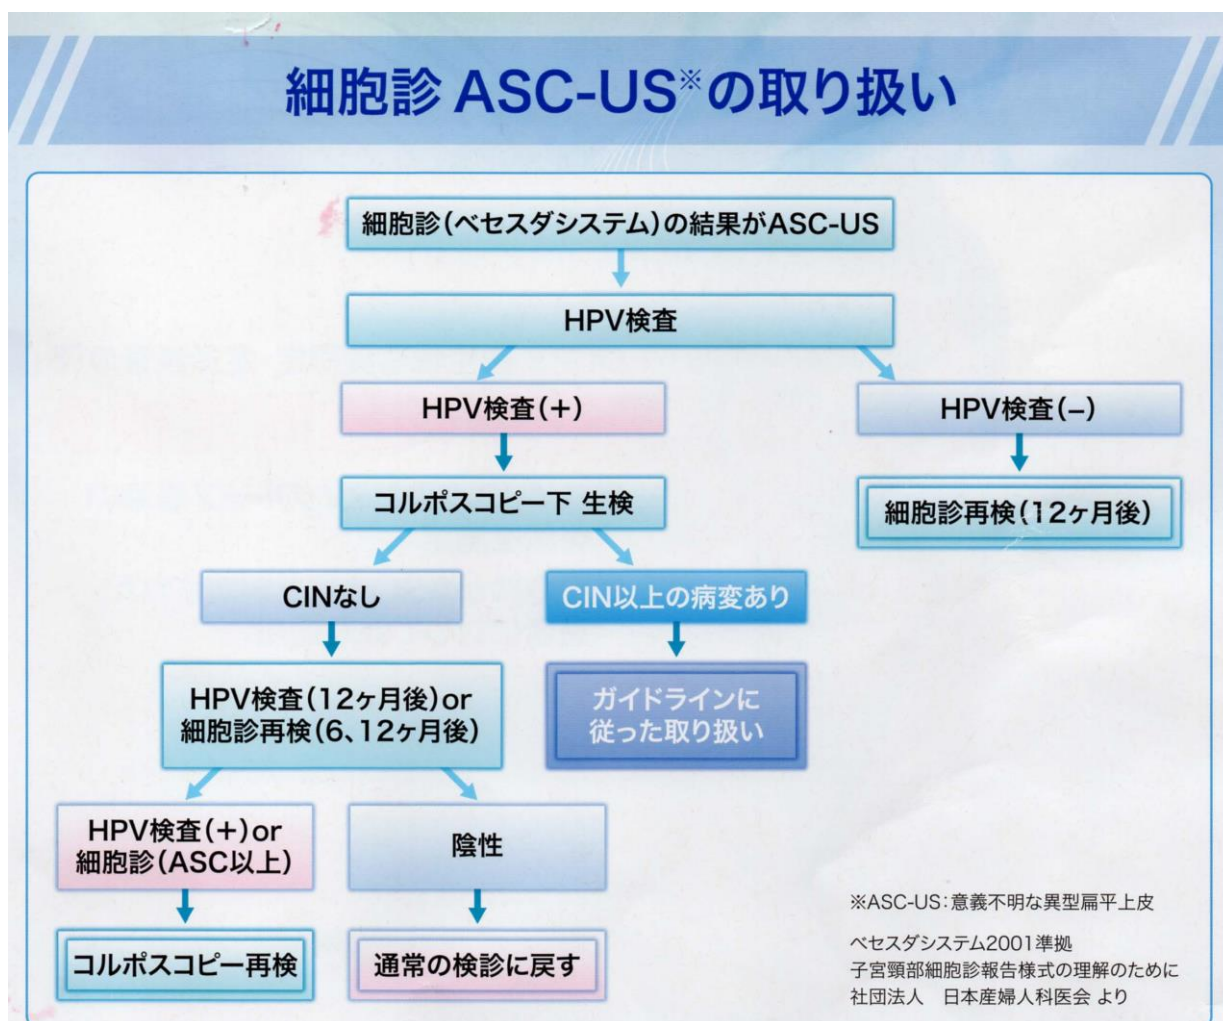 細胞診 ASC-US※の取り扱い
細胞診(ベセスダシステム)の結果がASC-US
HPV検査
HPV検査(+)
HPV検査(−)
コルポスコピー下 生検
細胞診再検(12ヶ月後)
CINなし
CIN以上の病変あり
HPV検査(12ヶ月後)or
細胞診再検(6、12ヶ月後)
ガイドラインに
従った取り扱い
HPV検査(+)or
細胞診(ASC以上)
陰性
コルポスコピー再検
通常の検診に戻す
※ASC-US:意義不明な異型扁平上皮
ベセスダシステム2001準拠
子宮頸部細胞診報告様式の理解のために
社団法人　日本産婦人科医会 より